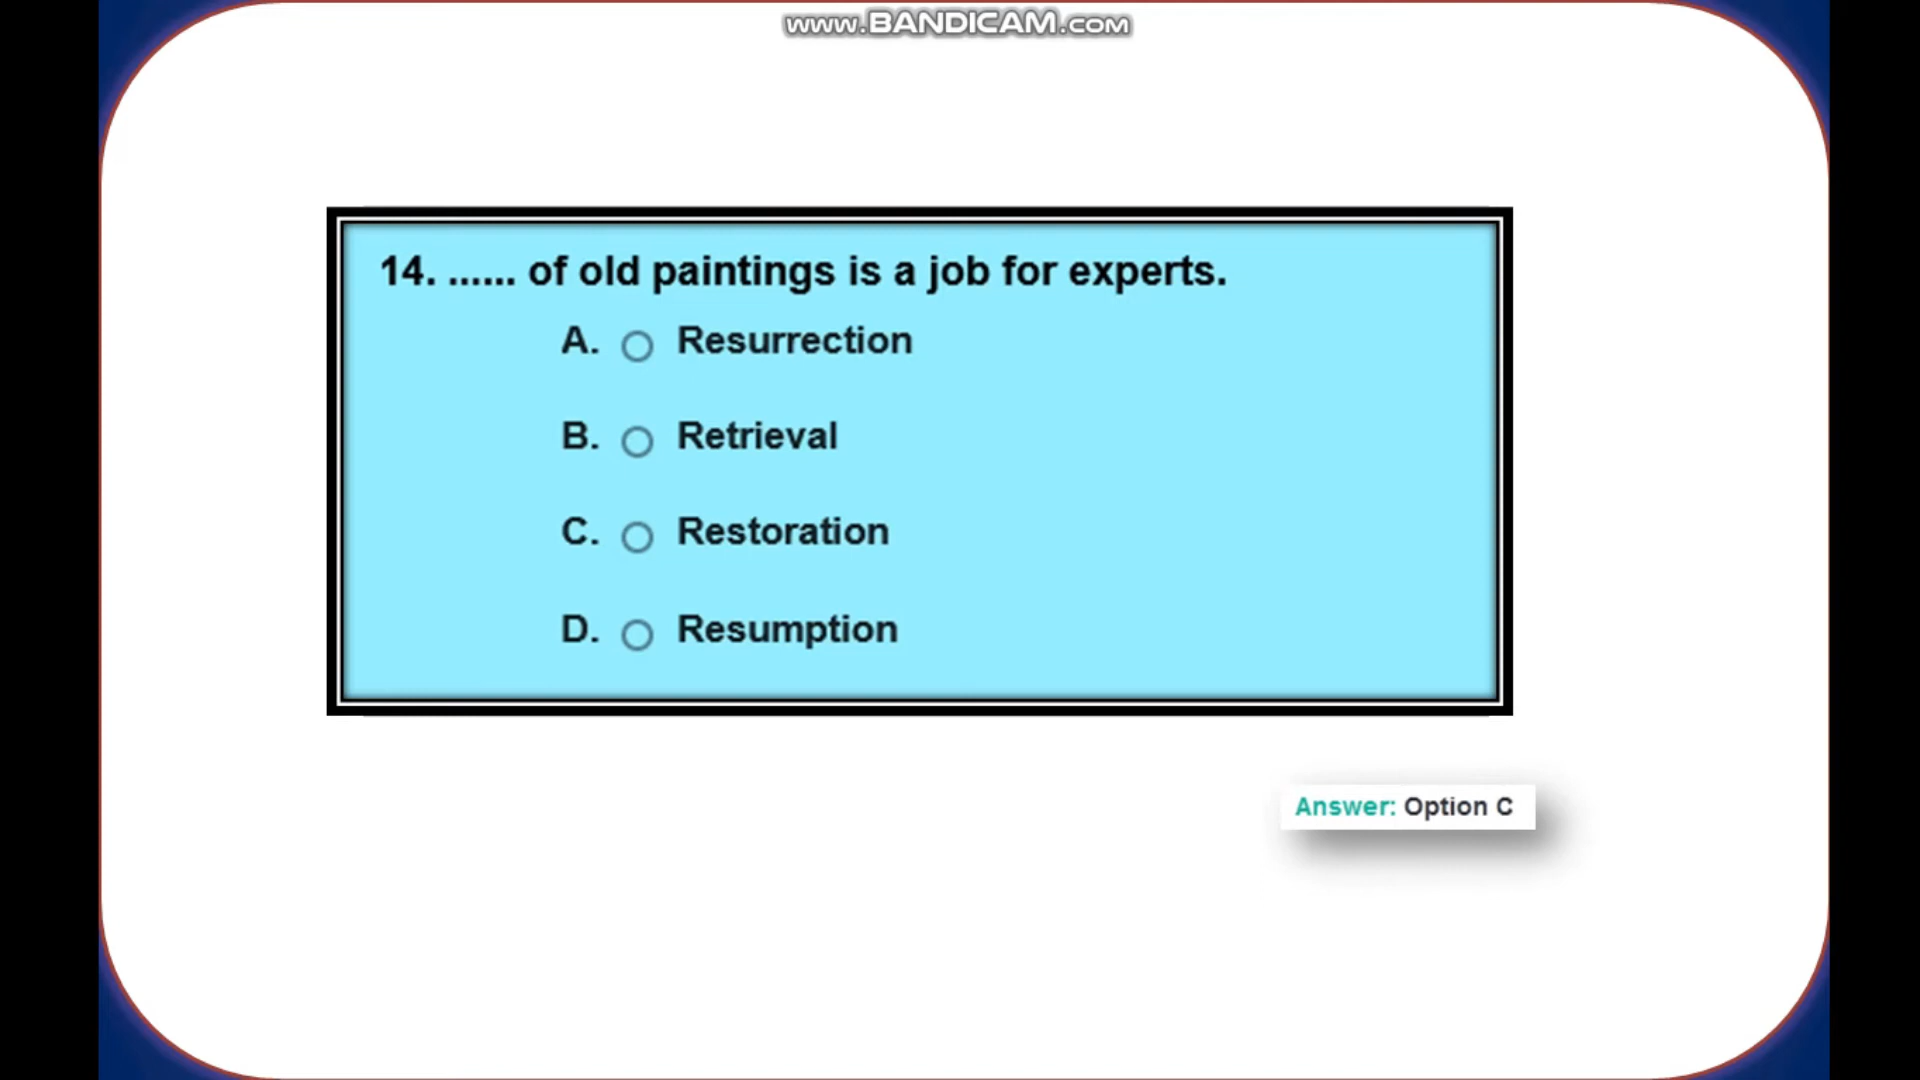 www.BANDICAM.com
14. ...... of old paintings is a job for experts.
A. Resurrection
B. Retrieval
C. Restoration
D. Resumption
Answer: Option C